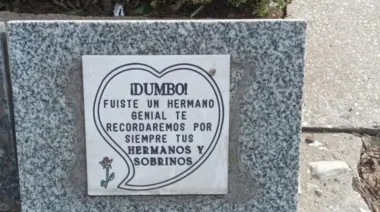 ¡DUMBO!
FUISTE UN HERMANO
GENIAL TE
RECORDAREMOS POR
SIEMPRE TUS
HERMANOS Y
SOBRINOS